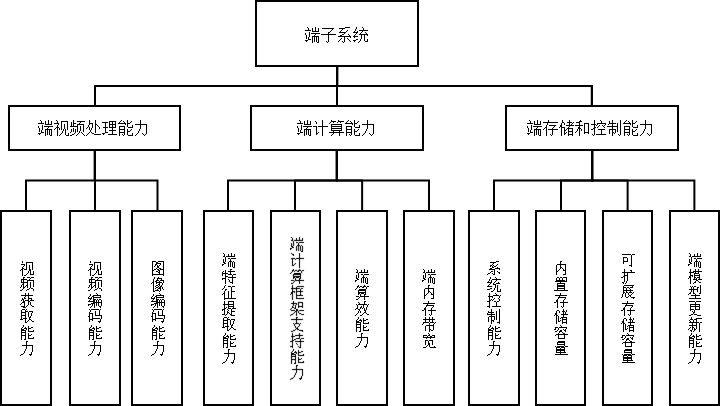 端子系统
端视频处理能力
端计算能力
端存储和控制能力
视频获取能力
视频编码能力
图像编码能力
端特征提取能力
端计算框架支持能力
端算效能力
端内存带宽
系统控制能力
内置存储容量
可扩展存储容量
端模型更新能力